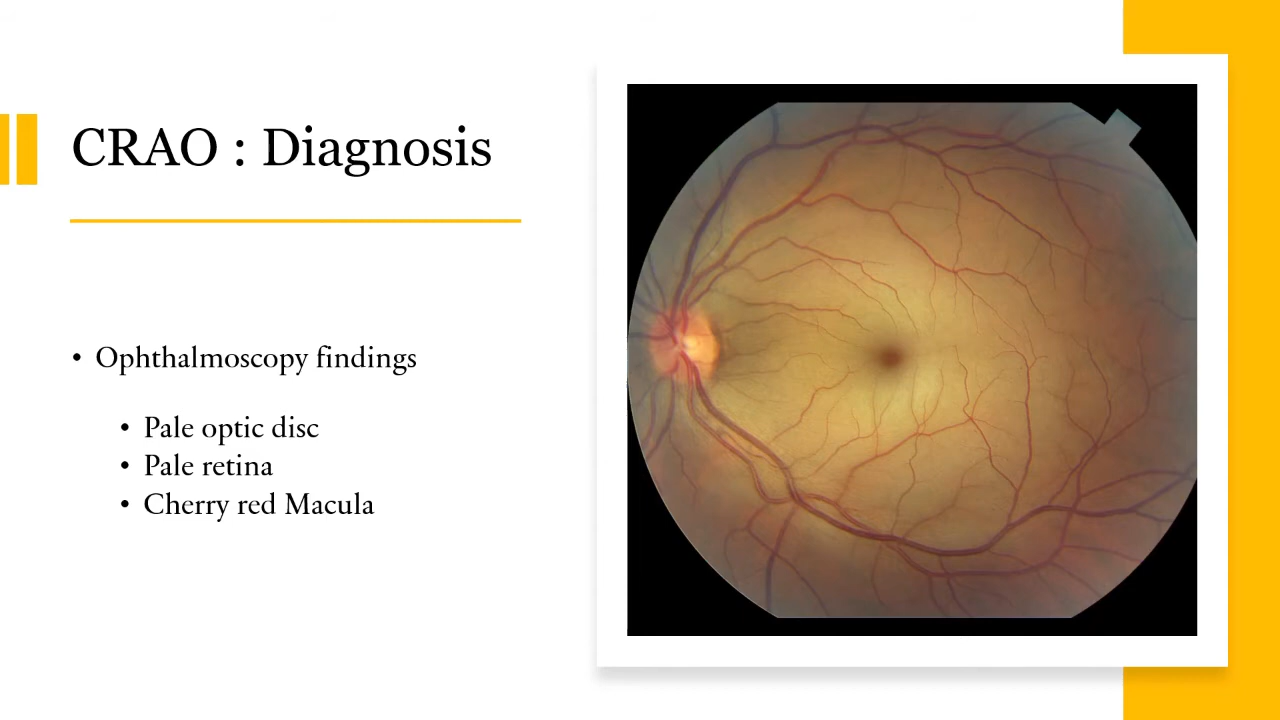 CRAO : Diagnosis
• Ophthalmoscopy findings
• Pale optic disc
• Pale retina
• Cherry red Macula